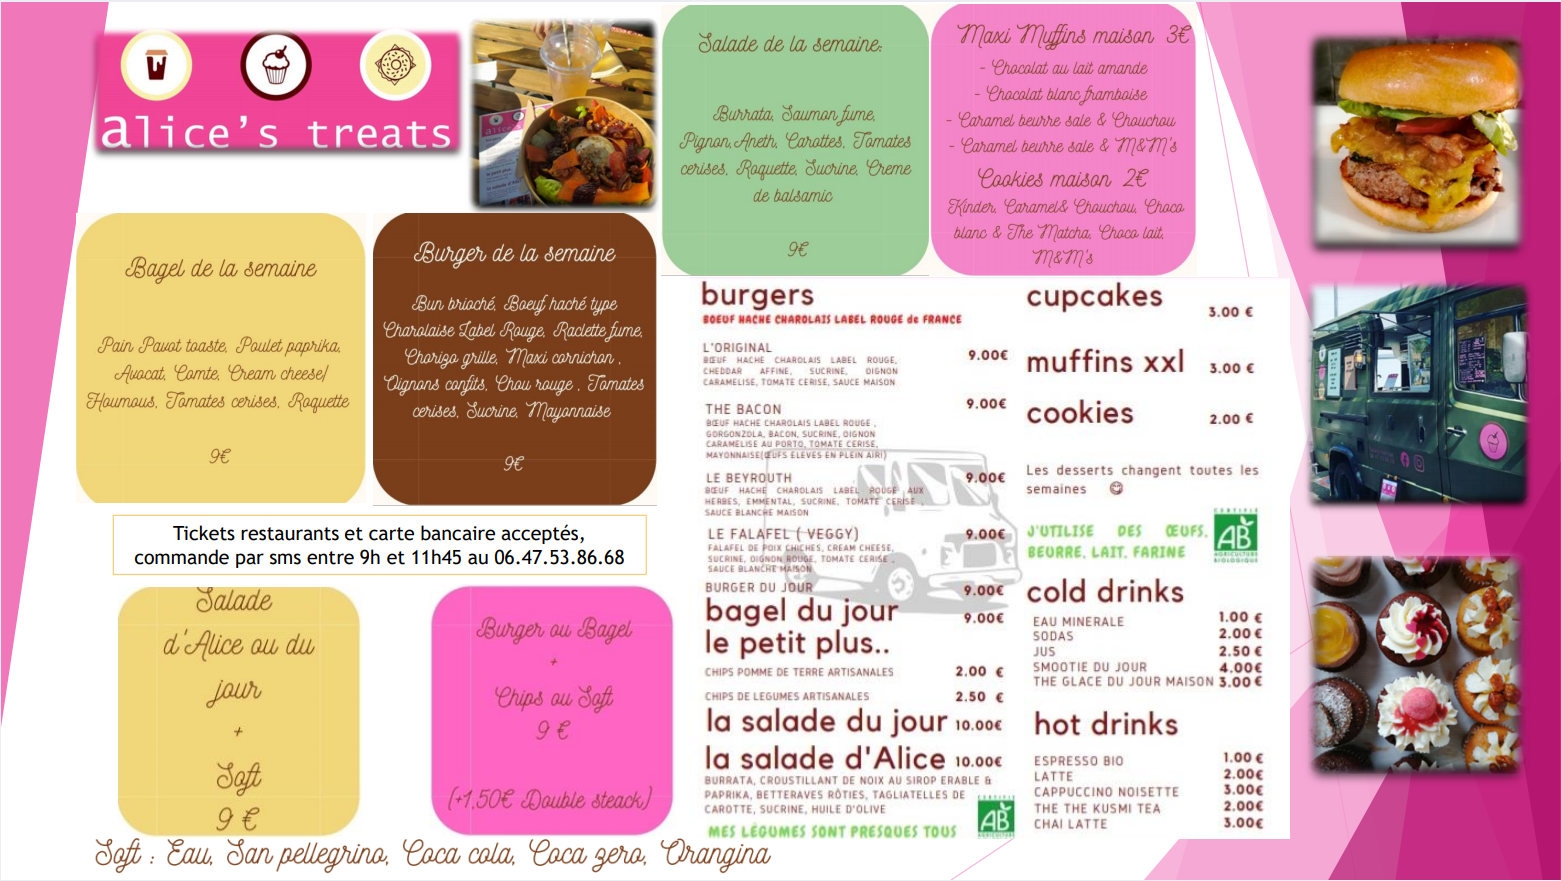 alice's treats
Salade de la semaine:
Burrata, Saumon fume,
Pignon, Aneth, Carottes, Tomates
cerises, Roquette, Sucrine, Creme
de balsamic
9€
Maxi Muffins maison 3€
- Chocolat au lait amande
- Chocolat blanc framboise
- Caramel beurre sale & Chouchou
- Caramel beurre sale & M&M's
Cookies maison 2€
Kinder, Caramel& Chouchou, Choco
blanc & The Matcha, Choco lait,
M&M's
Bagel de la semaine
Pain Pavot toaste, Poulet paprika,
Avocat, Comte, Cream cheese/
Houmous, Tomates cerises, Roquette
9€
Burger de la semaine
Bun brioché, Boeuf haché type
Charolaise Label Rouge, Raclette fume,
Chorizo grille, Maxi cornichon ,
Oignons confits, Chou rouge , Tomates
cerises, Sucrine, Mayonnaise
9€
Tickets restaurants et carte bancaire acceptés,
commande par sms entre 9h et 11h45 au 06.47.53.86.68
Salade
d'Alice ou du
jour
+
Soft
9 €
Burger ou Bagel
+
Chips ou Soft
9 €
(+1,50€ Double steack)
Soft : Eau, San pellegrino, Coca cola, Coca zero, Orangina
burgers
BOEUF HACHE CHAROLAIS LABEL ROUGE de FRANCE
L'ORIGINAL 9.00€
BŒUF HACHE CHAROLAIS LABEL ROUGE,
CHEDDAR AFFINE, SUCRINE, OIGNON
CARAMELISE, TOMATE CERISE, SAUCE MAISON
THE BACON 9.00€
BŒUF HACHE CHAROLAIS LABEL ROUGE ,
GORGONZOLA, BACON, SUCRINE, OIGNON
CARAMELISE AU PORTO, TOMATE CERISE,
MAYONNAISE(ŒUFS ELEVES EN PLEIN AIR!)
LE BEYROUTH 9.00€
BŒUF HACHE CHAROLAIS LABEL ROUGE AUX
HERBES, EMMENTAL, SUCRINE, TOMATE CERISE ,
SAUCE BLANCHE MAISON
LE FALAFEL ( VEGGY) 9.00€
FALAFEL DE POIX CHICHES, CREAM CHEESE,
SUCRINE, OIGNON ROUGE, TOMATE CERISE ,
SAUCE BLANCHE MAISON
BURGER DU JOUR 9.00€
bagel du jour 9.00€
le petit plus..
CHIPS POMME DE TERRE ARTISANALES 2.00 €
CHIPS DE LEGUMES ARTISANALES 2.50 €
la salade du jour 10.00€
la salade d'Alice 10.00€
BURRATA, CROUSTILLANT DE NOIX AU SIROP ERABLE &
PAPRIKA, BETTERAVES RÔTIES, TAGLIATELLES DE
CAROTTE, SUCRINE, HUILE D'OLIVE
MES LÉGUMES SONT PRESQUES TOUS
CERTIFIE
AB
AGRICULTURE
cupcakes 3.00 €
muffins xxl 3.00 €
cookies 2.00 €
Les desserts changent toutes les
semaines
J'UTILISE DES ŒUFS,
BEURRE, LAIT, FARINE
CERTIFIE
AB
AGRICULTURE
BIOLOGIQUE
cold drinks
EAU MINERALE 1.00 €
SODAS 2.00 €
JUS 2.50 €
SMOOTIE DU JOUR 4.00€
THE GLACE DU JOUR MAISON 3.00€
hot drinks
ESPRESSO BIO 1.00 €
LATTE 2.00€
CAPPUCCINO NOISETTE 3.00€
THE THE KUSMI TEA 2.00€
CHAI LATTE 3.00€